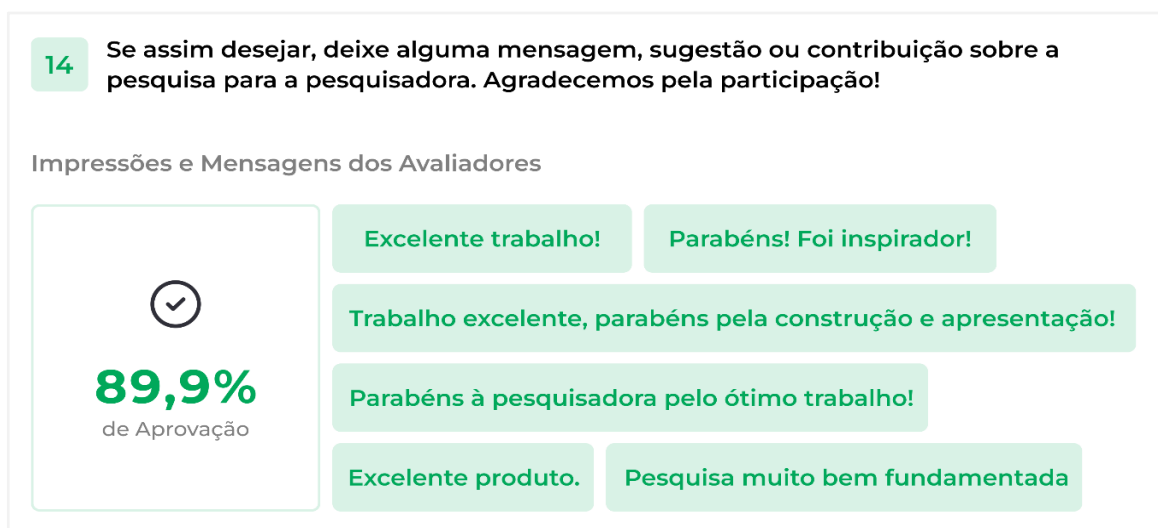 14
Se assim desejar, deixe alguma mensagem, sugestão ou contribuição sobre a
pesquisa para a pesquisadora. Agradecemos pela participação!
Impressões e Mensagens dos Avaliadores
89,9%
de Aprovação
Excelente trabalho!
Parabéns! Foi inspirador!
Trabalho excelente, parabéns pela construção e apresentação!
Parabéns à pesquisadora pelo ótimo trabalho!
Excelente produto.
Pesquisa muito bem fundamentada